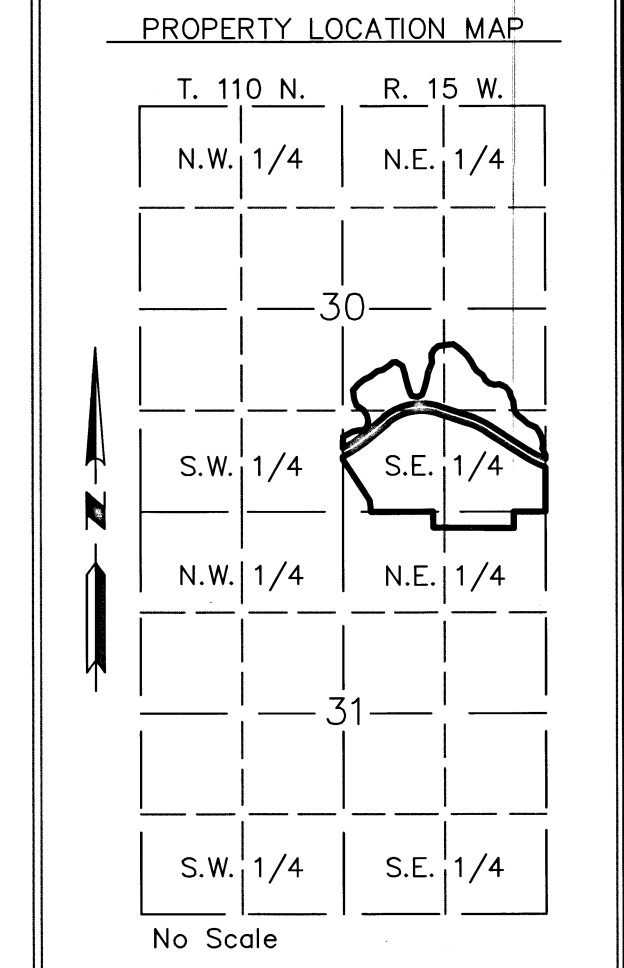 PROPERTY LOCATION MAP
T. 110 N. R. 15 W.
N.W. 1/4 N.E. 1/4
30
S.W. 1/4 S.E. 1/4
N
N.W. 1/4 N.E. 1/4
31
S.W. 1/4 S.E. 1/4
No Scale